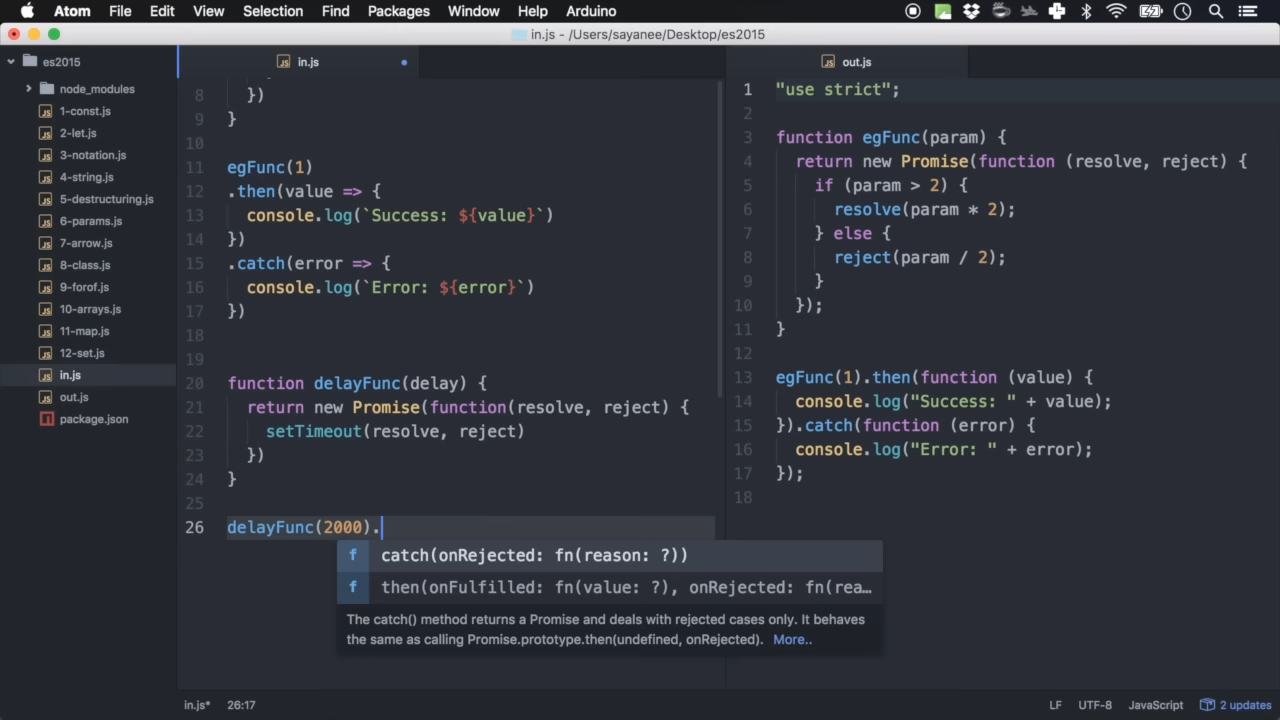 Atom File Edit View Selection Find Packages Window Help Arduino
in.js - /Users/sayanee/Desktop/es2015
es2015
node_modules
1-const.js
2-let.js
3-notation.js
4-string.js
5-destructuring.js
6-params.js
7-arrow.js
8-class.js
9-forof.js
10-arrays.js
11-map.js
12-set.js
in.js
out.js
package.json
in.js
8 })
9 }
10
11 egFunc(1)
12 .then(value => {
13 console.log(`Success: ${value}`)
14 })
15 .catch(error => {
16 console.log(`Error: ${error}`)
17 })
18
19
20 function delayFunc(delay) {
21 return new Promise(function(resolve, reject) {
22 setTimeout(resolve, reject)
23 })
24 }
25
26 delayFunc(2000).
f catch(onRejected: fn(reason: ?))
f then(onFulfilled: fn(value: ?), onRejected: fn(rea…
The catch() method returns a Promise and deals with rejected cases only. It behaves
the same as calling Promise.prototype.then(undefined, onRejected). More..
out.js
1 "use strict";
2
3 function egFunc(param) {
4 return new Promise(function (resolve, reject) {
5 if (param > 2) {
6 resolve(param * 2);
7 } else {
8 reject(param / 2);
9 }
10 });
11 }
12
13 egFunc(1).then(function (value) {
14 console.log("Success: " + value);
15 }).catch(function (error) {
16 console.log("Error: " + error);
17 });
18
in.js* 26:17 LF UTF-8 JavaScript 2 updates